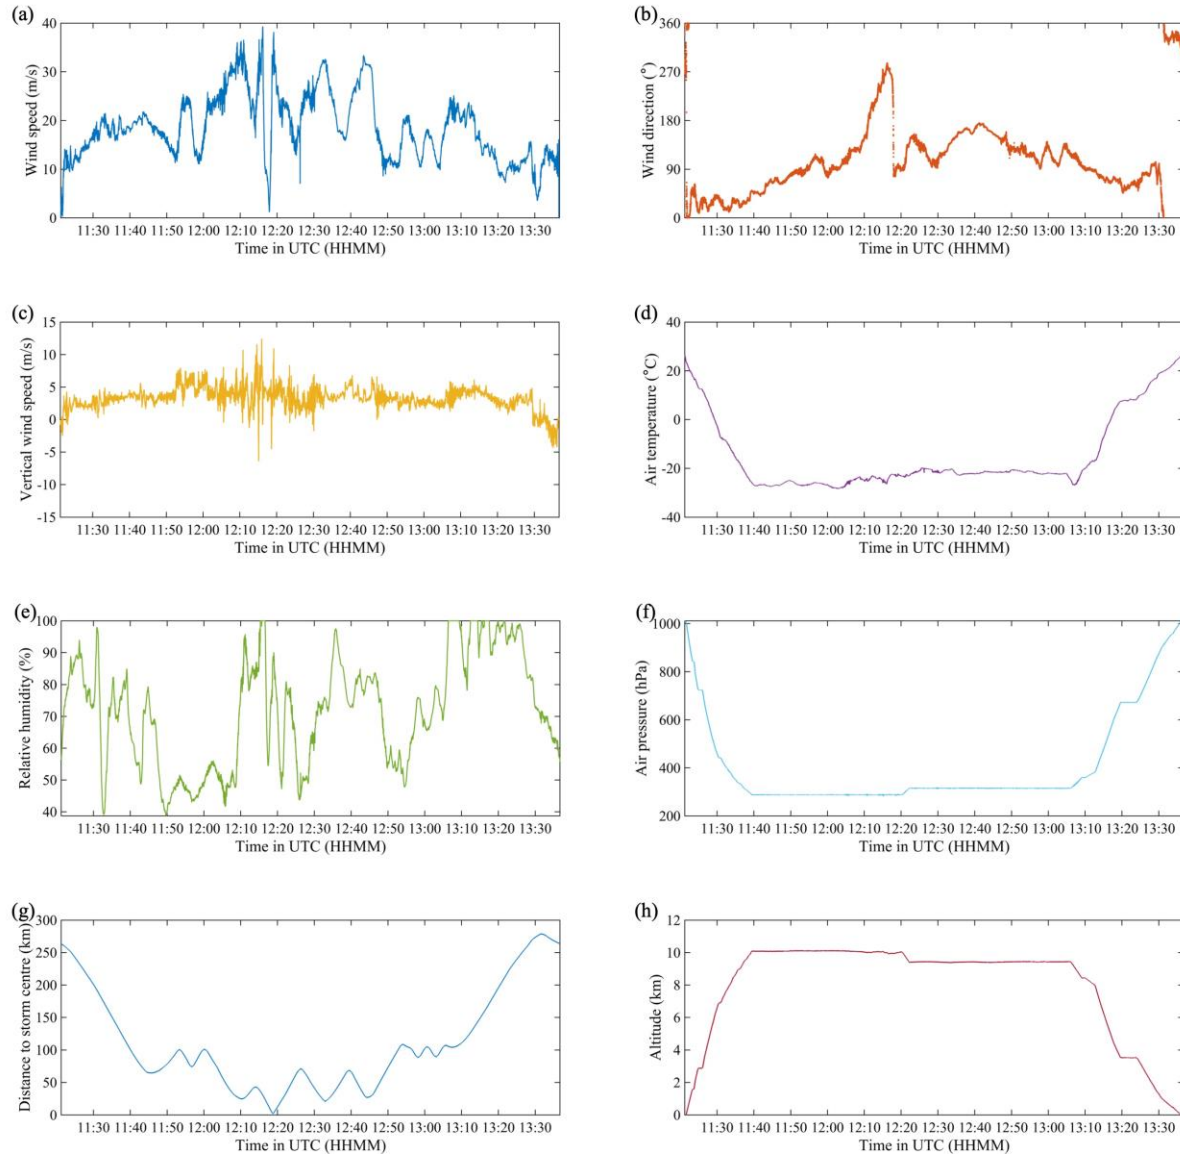 (a)
40
30
20
10
0
Wind speed (m/s)
11:30 11:40 11:50 12:00 12:10 12:20 12:30 12:40 12:50 13:00 13:10 13:20 13:30
Time in UTC (HHMM)
(b)
360
270
180
90
0
Wind direction (°)
11:30 11:40 11:50 12:00 12:10 12:20 12:30 12:40 12:50 13:00 13:10 13:20 13:30
Time in UTC (HHMM)
(c)
15
10
5
0
-5
-10
-15
Vertical wind speed (m/s)
11:30 11:40 11:50 12:00 12:10 12:20 12:30 12:40 12:50 13:00 13:10 13:20 13:30
Time in UTC (HHMM)
(d)
40
20
0
-20
-40
Air temperature (°C)
11:30 11:40 11:50 12:00 12:10 12:20 12:30 12:40 12:50 13:00 13:10 13:20 13:30
Time in UTC (HHMM)
(e)
100
90
80
70
60
50
40
Relative humidity (%)
11:30 11:40 11:50 12:00 12:10 12:20 12:30 12:40 12:50 13:00 13:10 13:20 13:30
Time in UTC (HHMM)
(f)
1000
800
600
400
200
Air pressure (hPa)
11:30 11:40 11:50 12:00 12:10 12:20 12:30 12:40 12:50 13:00 13:10 13:20 13:30
Time in UTC (HHMM)
(g)
300
250
200
150
100
50
0
Distance to storm centre (km)
11:30 11:40 11:50 12:00 12:10 12:20 12:30 12:40 12:50 13:00 13:10 13:20 13:30
Time in UTC (HHMM)
(h)
12
10
8
6
4
2
0
Altitude (km)
11:30 11:40 11:50 12:00 12:10 12:20 12:30 12:40 12:50 13:00 13:10 13:20 13:30
Time in UTC (HHMM)